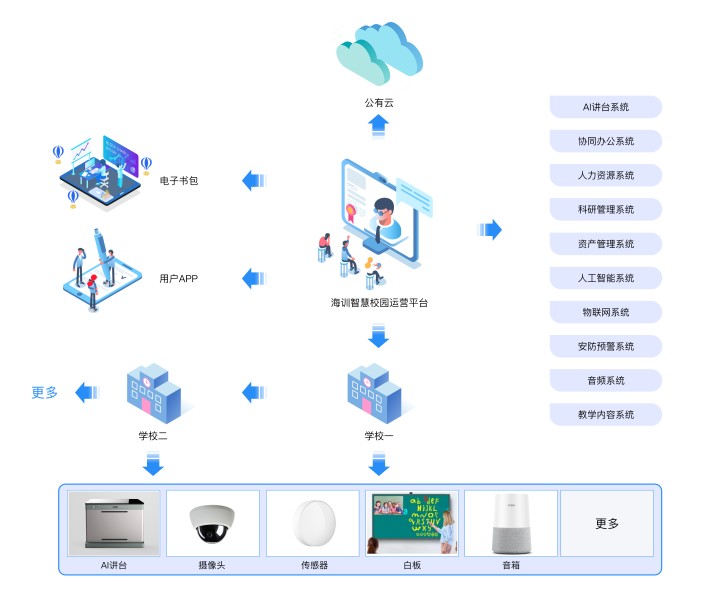 公有云
AI讲台系统
协同办公系统
电子书包
人力资源系统
科研管理系统
资产管理系统
用户APP
人工智能系统
海训智慧校园运营平台
物联网系统
安防预警系统
音频系统
更多
教学内容系统
学校二
学校一
更多
AI讲台
摄像头
传感器
白板
音箱